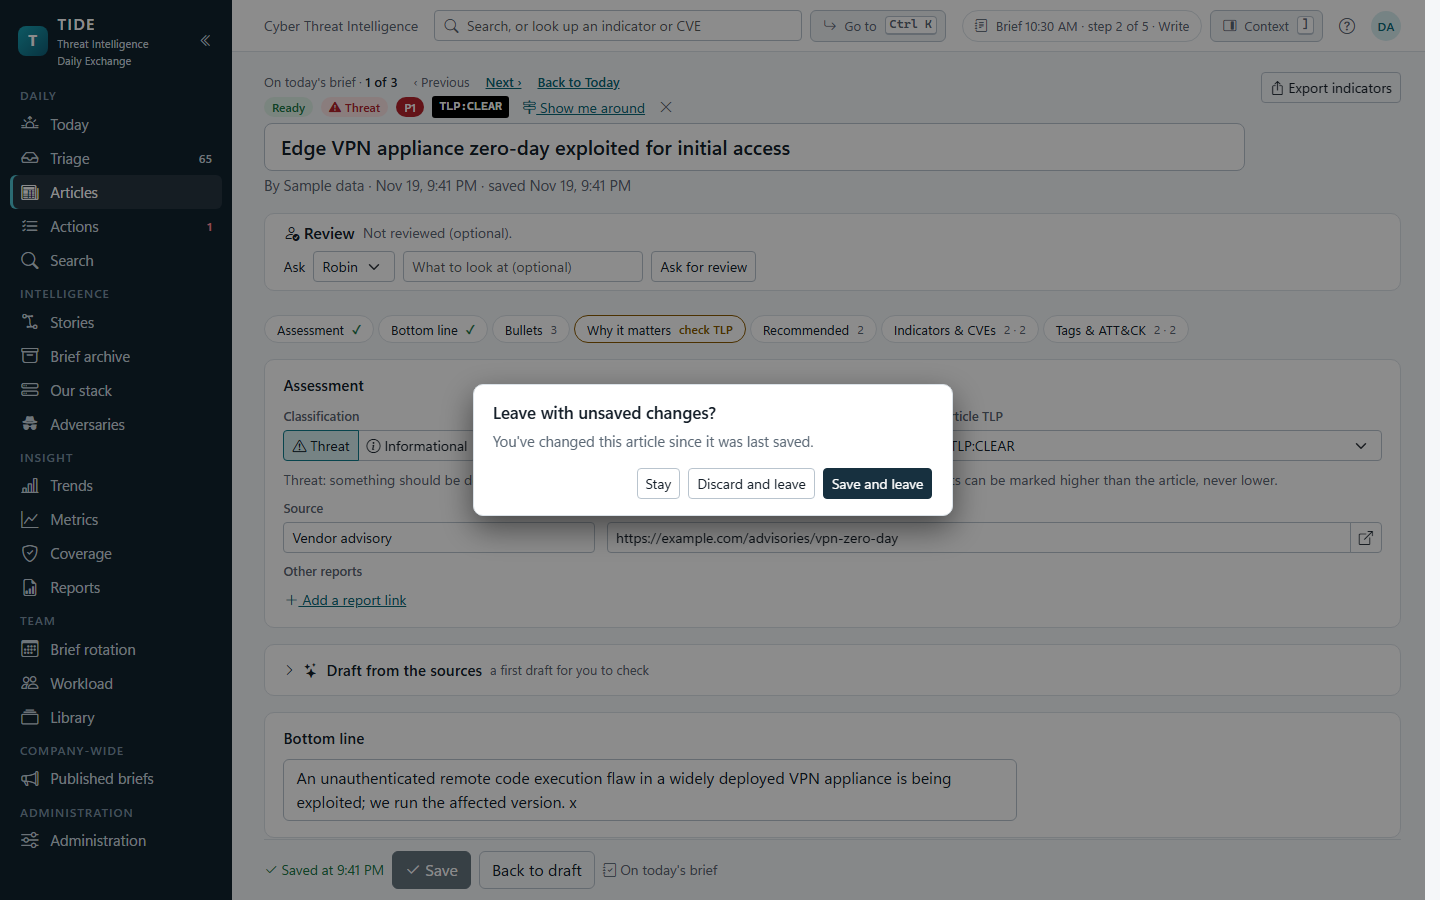 T
TIDE
Threat Intelligence
Daily Exchange
DAILY
Today
Triage 65
Articles
Actions 1
Search
INTELLIGENCE
Stories
Brief archive
Our stack
Adversaries
INSIGHT
Trends
Metrics
Coverage
Reports
TEAM
Brief rotation
Workload
Library
COMPANY-WIDE
Published briefs
ADMINISTRATION
Administration
Cyber Threat Intelligence
Search, or look up an indicator or CVE
Go to Ctrl K
Brief 10:30 AM · step 2 of 5 · Write
Context ]
?
DA
On today's brief · 1 of 3 ‹ Previous Next › Back to Today
Export indicators
Ready Threat P1 TLP:CLEAR Show me around
Edge VPN appliance zero-day exploited for initial access
By Sample data · Nov 19, 9:41 PM · saved Nov 19, 9:41 PM
Review Not reviewed (optional).
Ask Robin What to look at (optional) Ask for review
Assessment ✓ Bottom line ✓ Bullets 3 Why it matters check TLP Recommended 2 Indicators & CVEs 2 · 2 Tags & ATT&CK 2 · 2
Assessment
Classification
rticle TLP
Threat Informational
TLP:CLEAR
Threat: something should be d
s can be marked higher than the article, never lower.
Leave with unsaved changes?
You've changed this article since it was last saved.
Stay Discard and leave Save and leave
Source
Vendor advisory https://example.com/advisories/vpn-zero-day
Other reports
+ Add a report link
Draft from the sources a first draft for you to check
Bottom line
An unauthenticated remote code execution flaw in a widely deployed VPN appliance is being
exploited; we run the affected version. x
✓ Saved at 9:41 PM ✓ Save Back to draft On today's brief